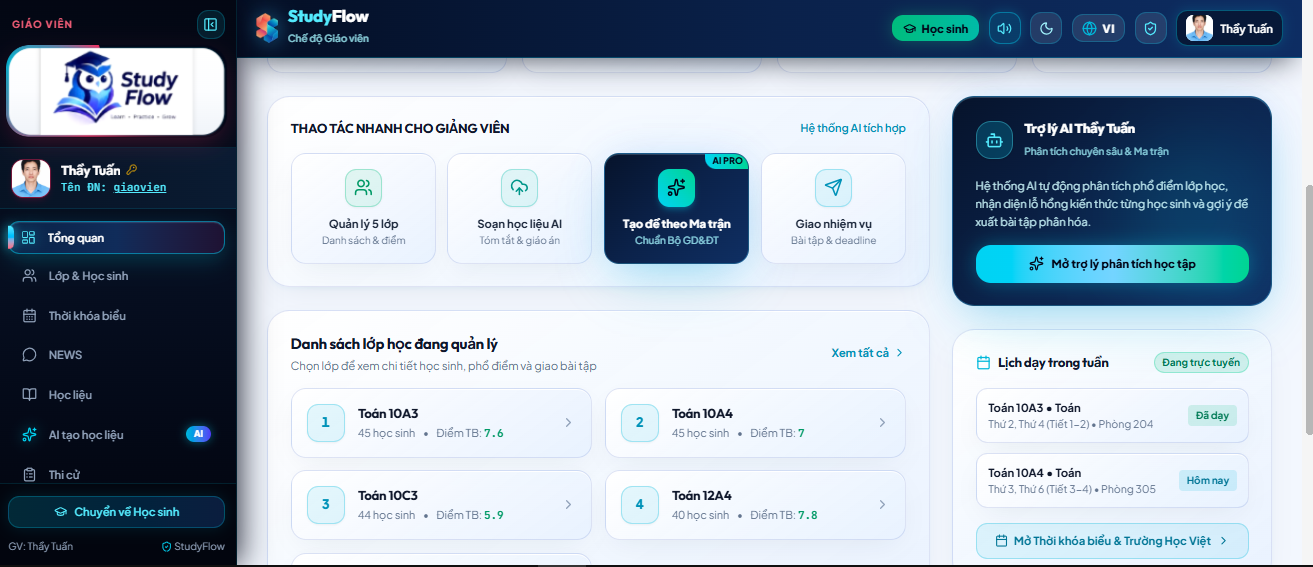 GIÁO VIÊN
Study
Flow
Learn • Practice • Grow
Thầy Tuấn
Tên ĐN: giaovien
Tổng quan
Lớp & Học sinh
Thời khóa biểu
NEWS
Học liệu
AI tạo học liệu
AI
Thi cử
Chuyển về Học sinh
GV: Thầy Tuấn
StudyFlow
StudyFlow
Chế độ Giáo viên
Học sinh
VI
Thầy Tuấn
THAO TÁC NHANH CHO GIẢNG VIÊN
Hệ thống AI tích hợp
Quản lý 5 lớp
Danh sách & điểm
Soạn học liệu AI
Tóm tắt & giáo án
AI PRO
Tạo đề theo Ma trận
Chuẩn Bộ GD&ĐT
Giao nhiệm vụ
Bài tập & deadline
Danh sách lớp học đang quản lý
Chọn lớp để xem chi tiết học sinh, phổ điểm và giao bài tập
Xem tất cả
1
Toán 10A3
45 học sinh • Điểm TB: 7.6
2
Toán 10A4
45 học sinh • Điểm TB: 7
3
Toán 10C3
44 học sinh • Điểm TB: 5.9
4
Toán 12A4
40 học sinh • Điểm TB: 7.8
Trợ lý AI Thầy Tuấn
Phân tích chuyên sâu & Ma trận
Hệ thống AI tự động phân tích phổ điểm lớp học,
nhận diện lỗ hổng kiến thức từng học sinh và gợi ý đề
xuất bài tập phân hóa.
Mở trợ lý phân tích học tập
Lịch dạy trong tuần
Đang trực tuyến
Toán 10A3 • Toán
Thứ 2, Thứ 4 (Tiết 1–2) • Phòng 204
Đã dạy
Toán 10A4 • Toán
Thứ 3, Thứ 6 (Tiết 3–4) • Phòng 305
Hôm nay
Mở Thời khóa biểu & Trường Học Việt